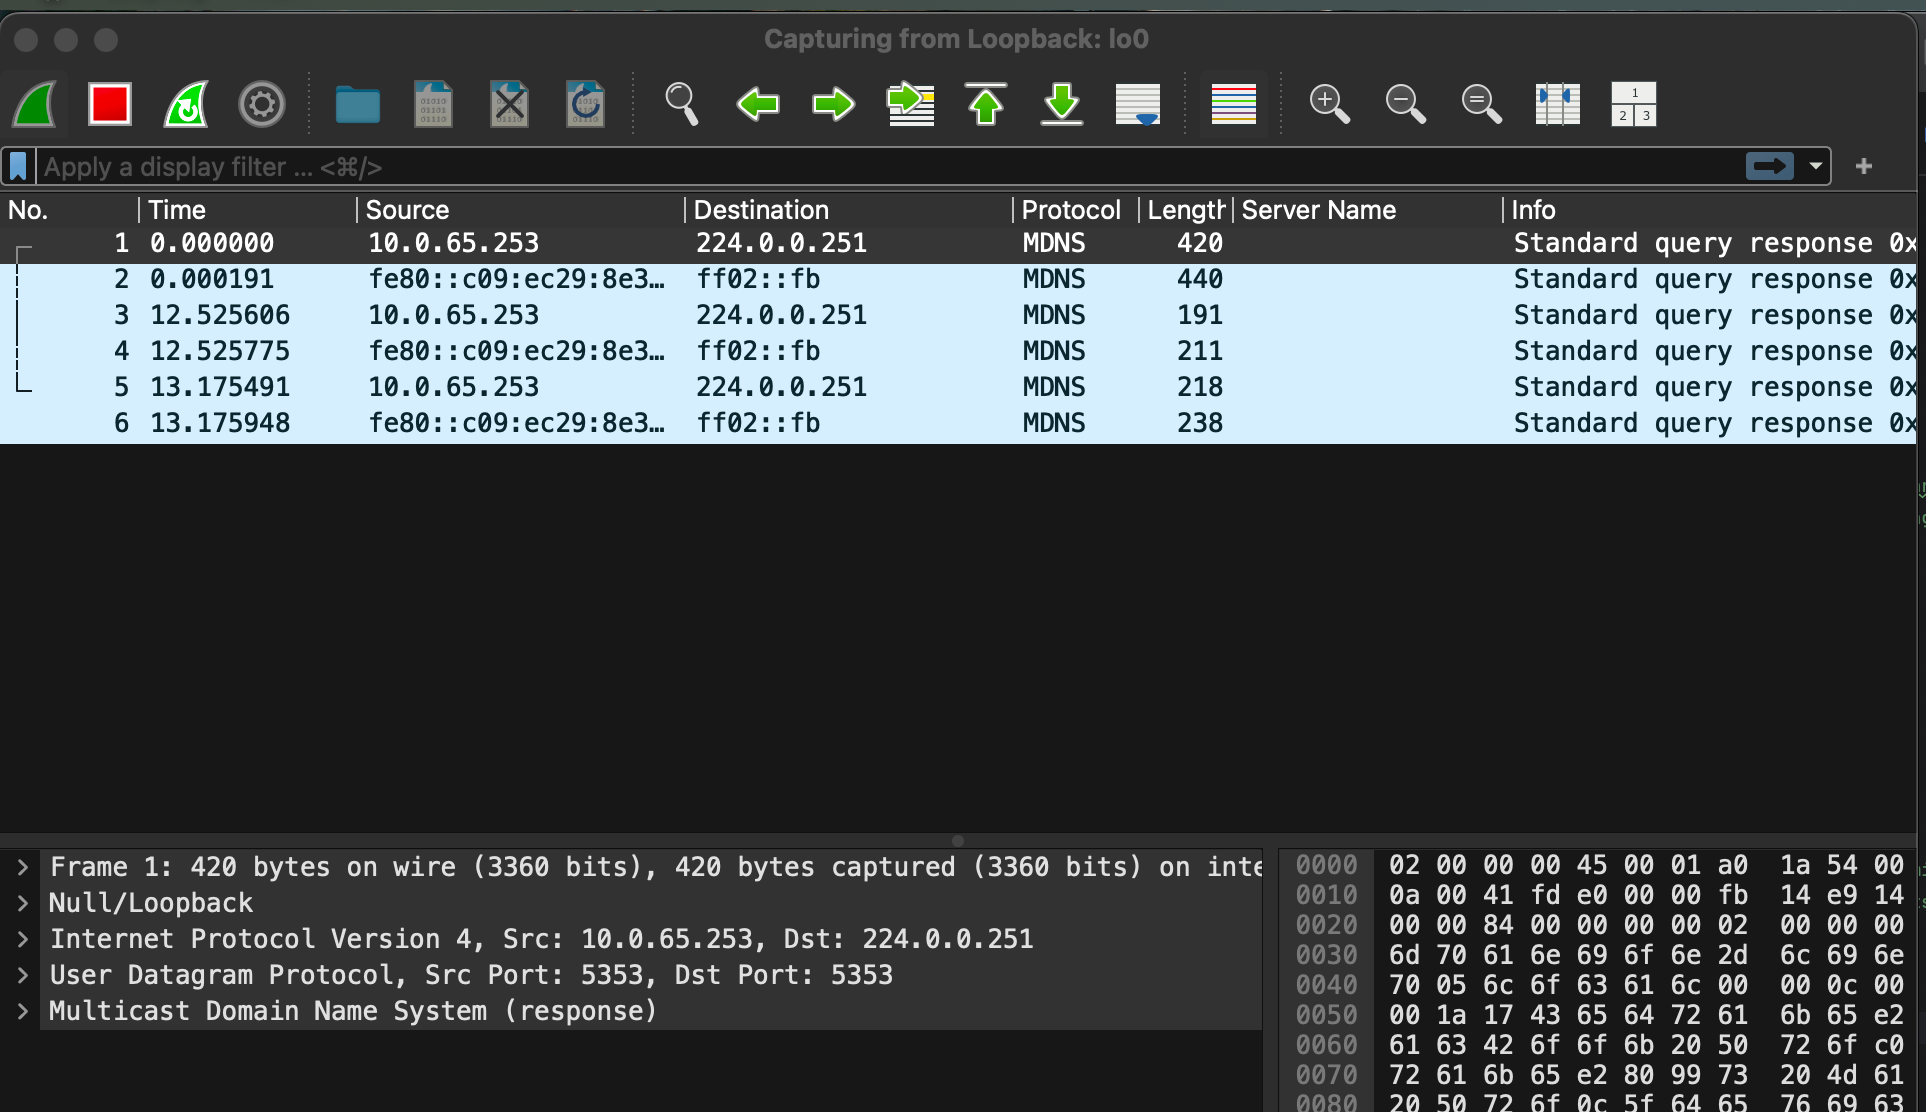 Capturing from Loopback: lo0
Apply a display filter ... <⌘/>
No. Time Source Destination Protocol Length Server Name Info
1 0.000000 10.0.65.253 224.0.0.251 MDNS 420 Standard query response 0x
2 0.000191 fe80::c09:ec29:8e3… ff02::fb MDNS 440 Standard query response 0x
3 12.525606 10.0.65.253 224.0.0.251 MDNS 191 Standard query response 0x
4 12.525775 fe80::c09:ec29:8e3… ff02::fb MDNS 211 Standard query response 0x
5 13.175491 10.0.65.253 224.0.0.251 MDNS 218 Standard query response 0x
6 13.175948 fe80::c09:ec29:8e3… ff02::fb MDNS 238 Standard query response 0x
Frame 1: 420 bytes on wire (3360 bits), 420 bytes captured (3360 bits) on inte
Null/Loopback
Internet Protocol Version 4, Src: 10.0.65.253, Dst: 224.0.0.251
User Datagram Protocol, Src Port: 5353, Dst Port: 5353
Multicast Domain Name System (response)
0000 02 00 00 00 45 00 01 a0 1a 54 00
0010 0a 00 41 fd e0 00 00 fb 14 e9 14
0020 00 00 84 00 00 00 00 02 00 00 00
0030 6d 70 61 6e 69 6f 6e 2d 6c 69 6e
0040 70 05 6c 6f 63 61 6c 00 00 0c 00
0050 00 1a 17 43 65 64 72 61 6b 65 e2
0060 61 63 42 6f 6f 6b 20 50 72 6f c0
0070 72 61 6b 65 e2 80 99 73 20 4d 61
0080 20 50 72 6f 0c 5f 64 65 76 69 63